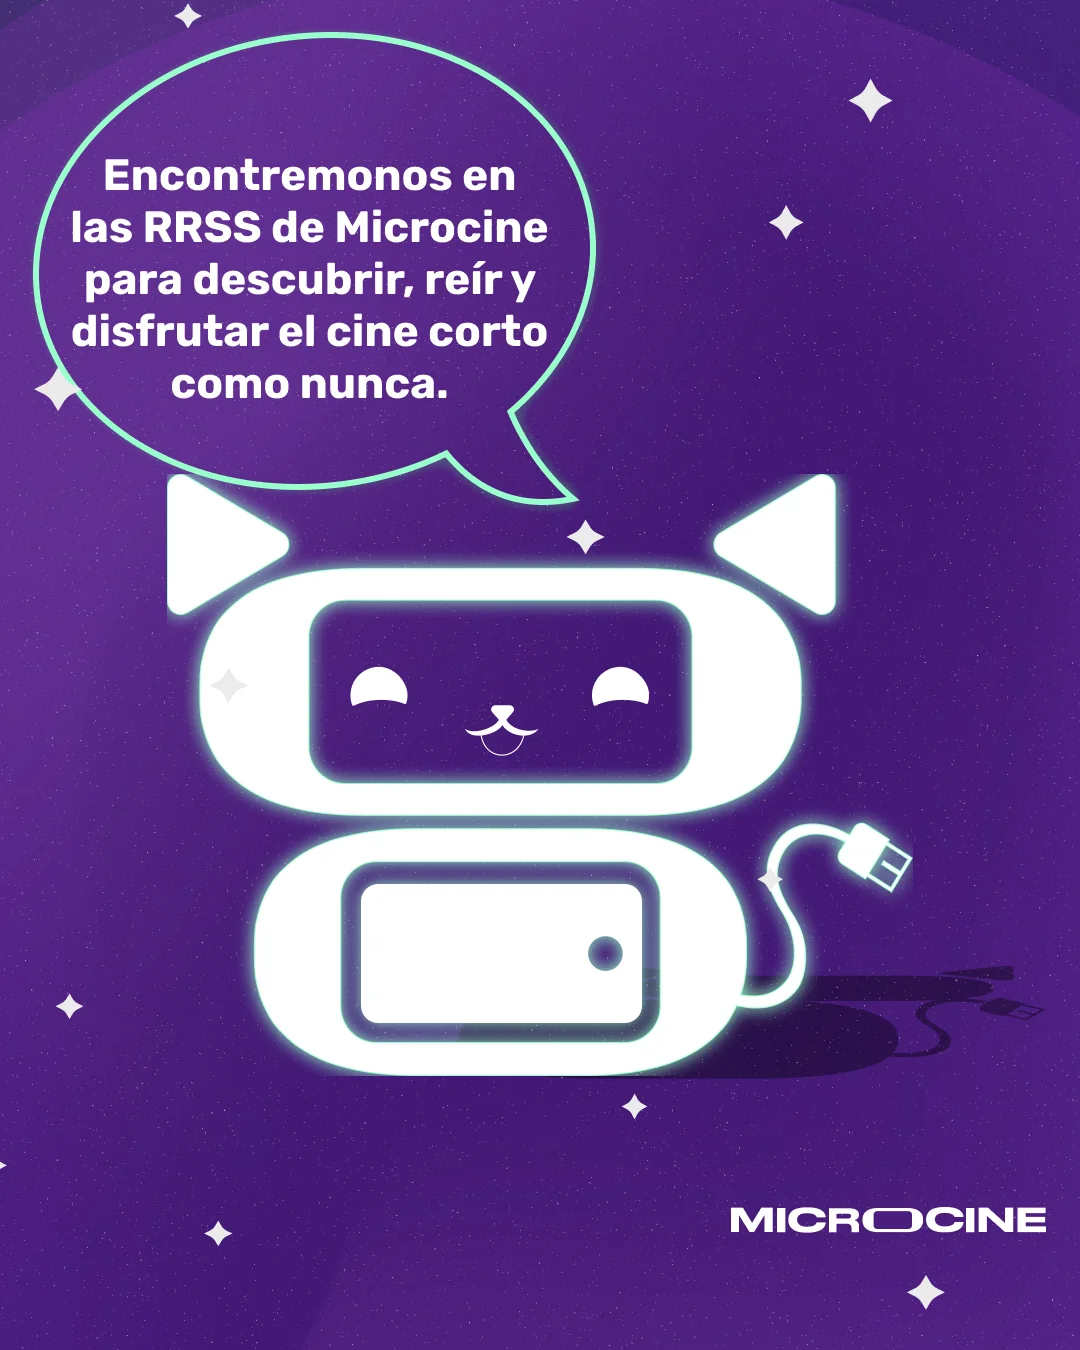 Encontremonos en
las RRSS de Microcine
para descubrir, reír y
disfrutar el cine corto
como nunca.
MICROCINE